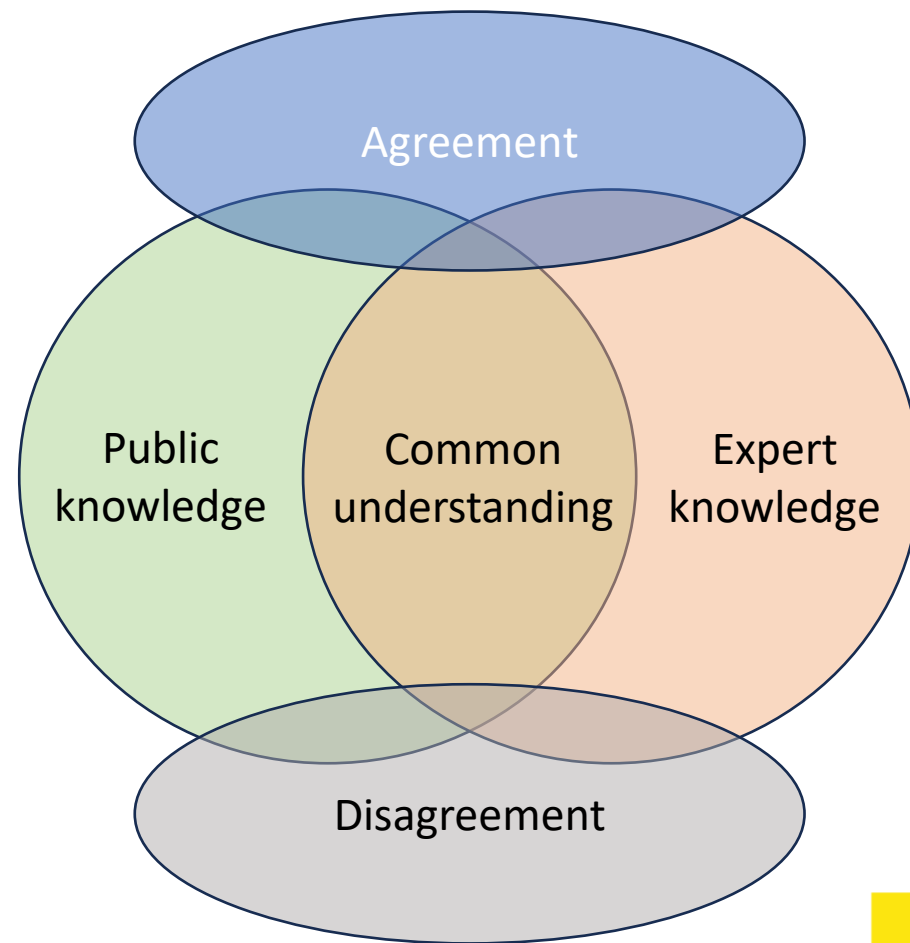 Agreement
Public
knowledge
Common
understanding
Expert
knowledge
Disagreement